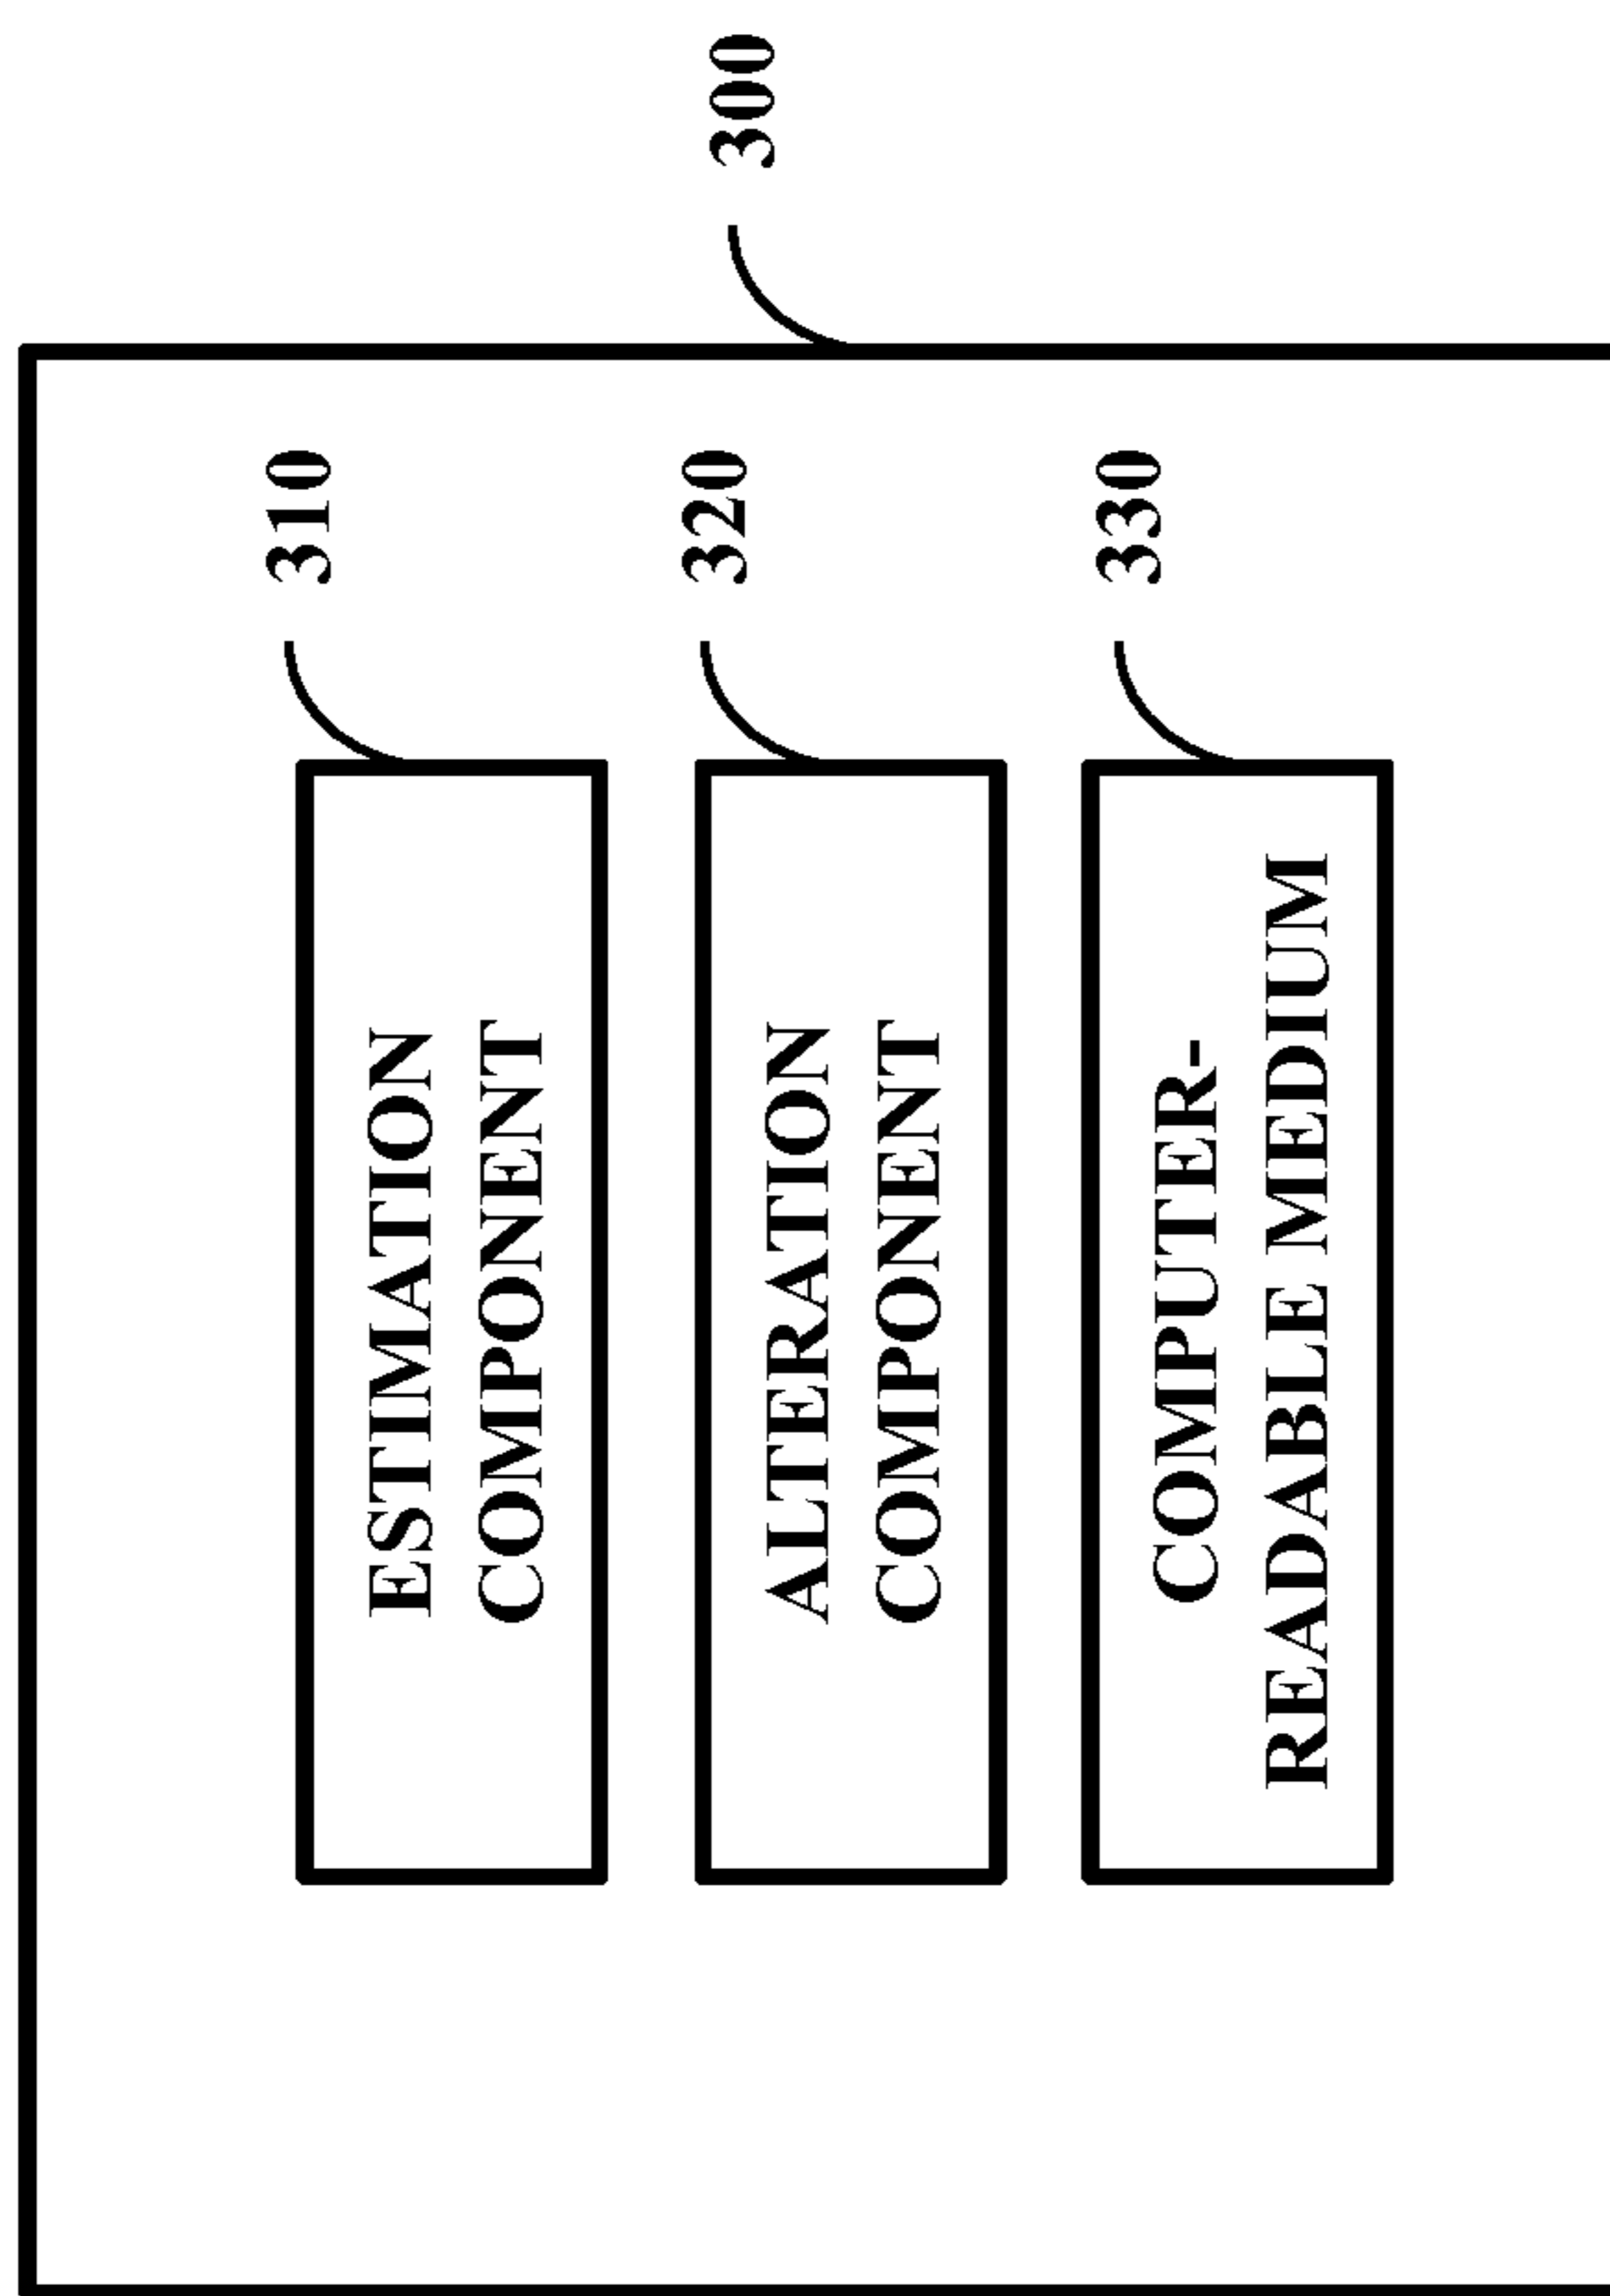 300
310
ESTIMATION
COMPONENT
320
ALTERATION
COMPONENT
330
COMPUTER-
READABLE MEDIUM